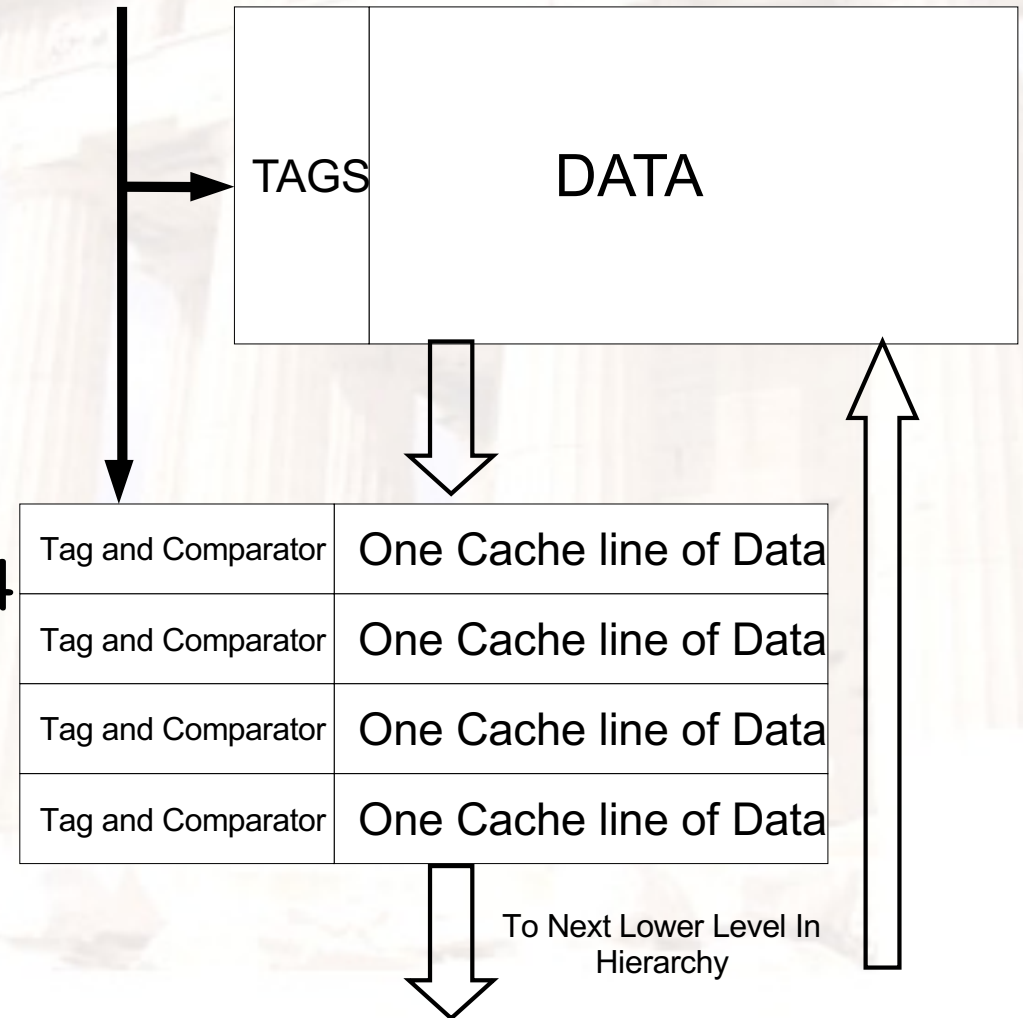 TAGS
DATA
Tag and Comparator
One Cache line of Data
4
Tag and Comparator
One Cache line of Data
Tag and Comparator
One Cache line of Data
Tag and Comparator
One Cache line of Data
To Next Lower Level In
Hierarchy